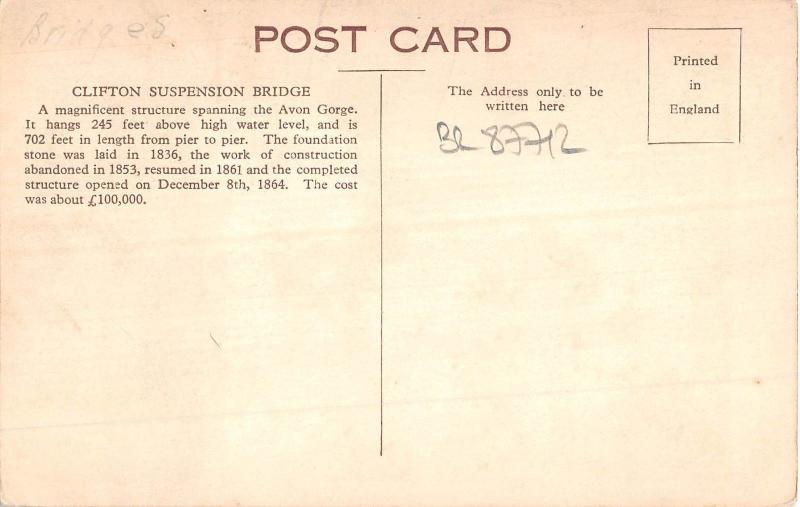 Bridges
POST CARD
CLIFTON SUSPENSION BRIDGE
A magnificent structure spanning the Avon Gorge.
It hangs 245 feet above high water level, and is
702 feet in length from pier to pier. The foundation
stone was laid in 1836, the work of construction
abandoned in 1853, resumed in 1861 and the completed
structure opened on December 8th, 1864. The cost
was about £100,000.
The Address only to be
written here
BL 87712
Printed
in
England